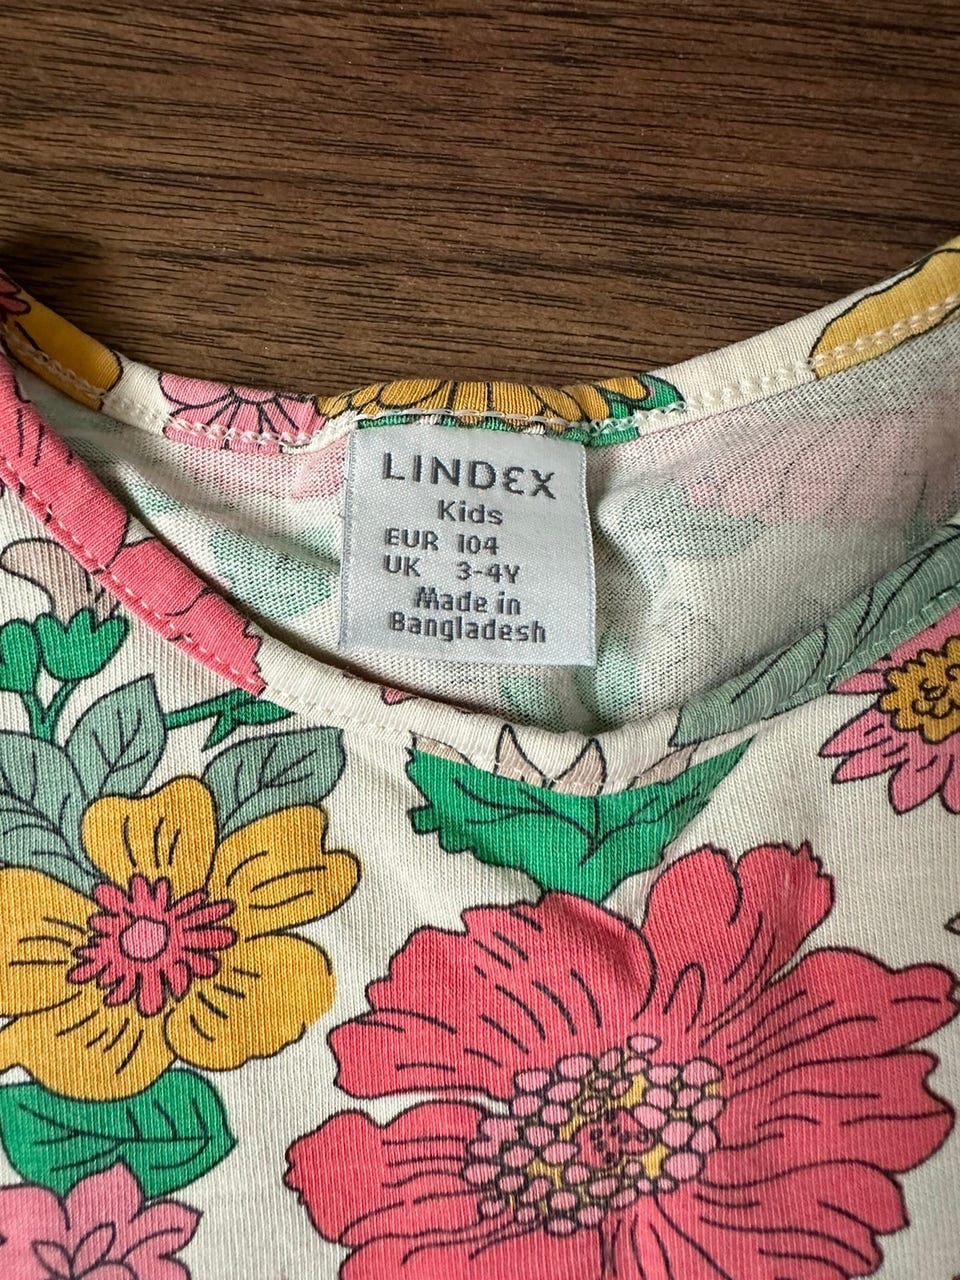 LINDEX
Kids
EUR 104
UK 3-4Y
Made in
Bangladesh